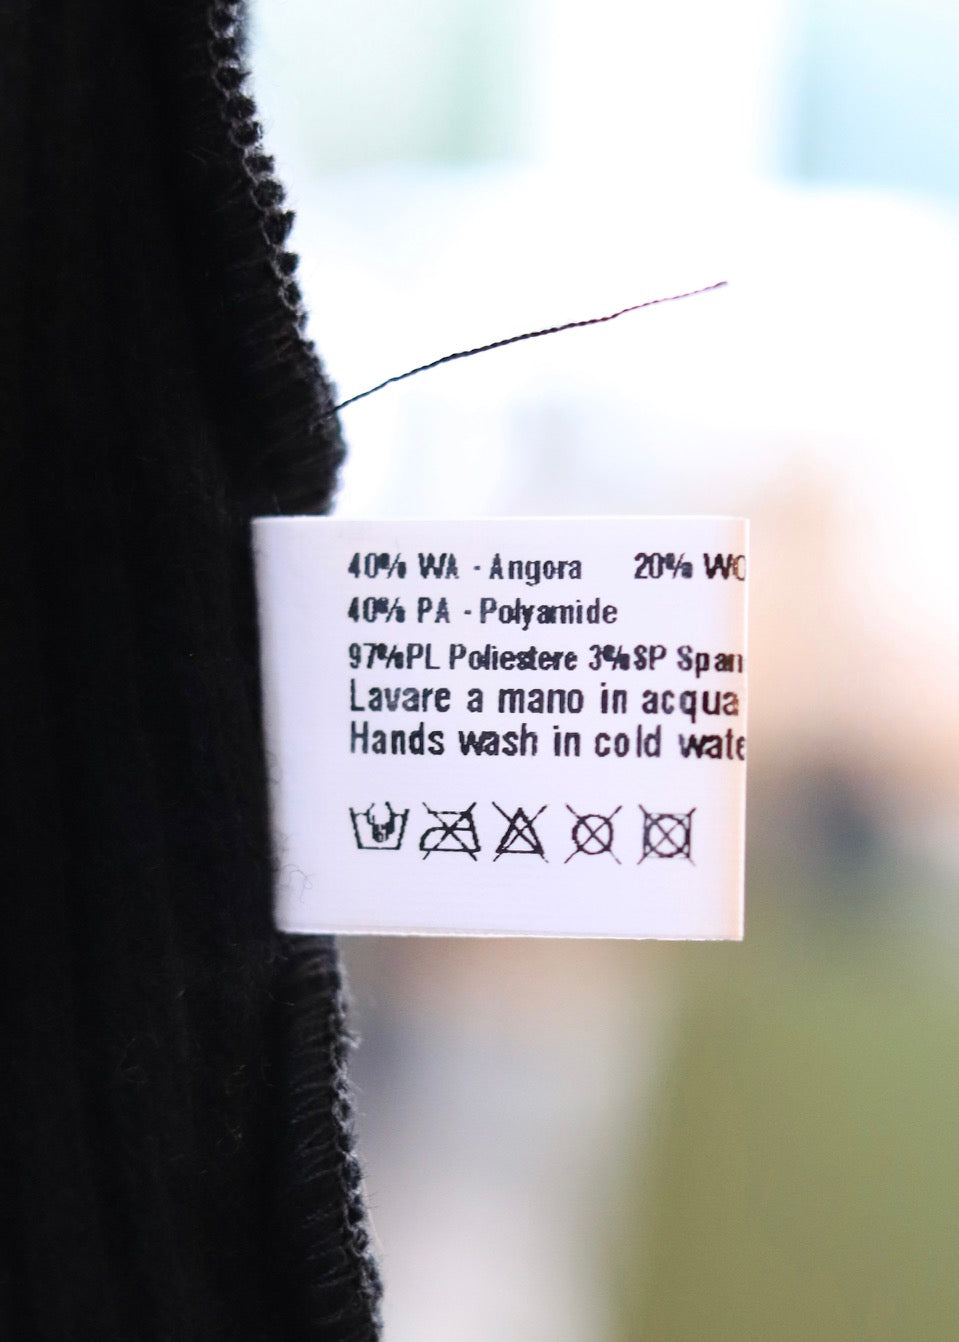 40% WA - Angora 20% WO
40% PA - Polyamide
97%PL Poliestere 3%SP Span
Lavare a mano in acqua
Hands wash in cold wate